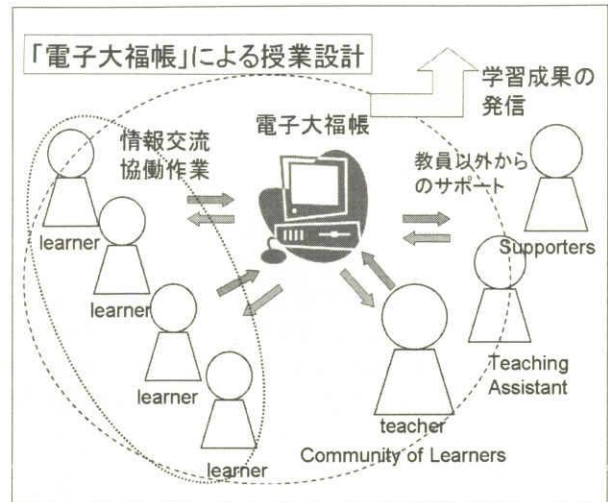 「電子大福帳」による授業設計
学習成果の
発信
電子大福帳
情報交流
協働作業
教員以外から
のサポート
learner
learner
learner
learner
Supporters
Teaching
Assistant
teacher
Community of Learners